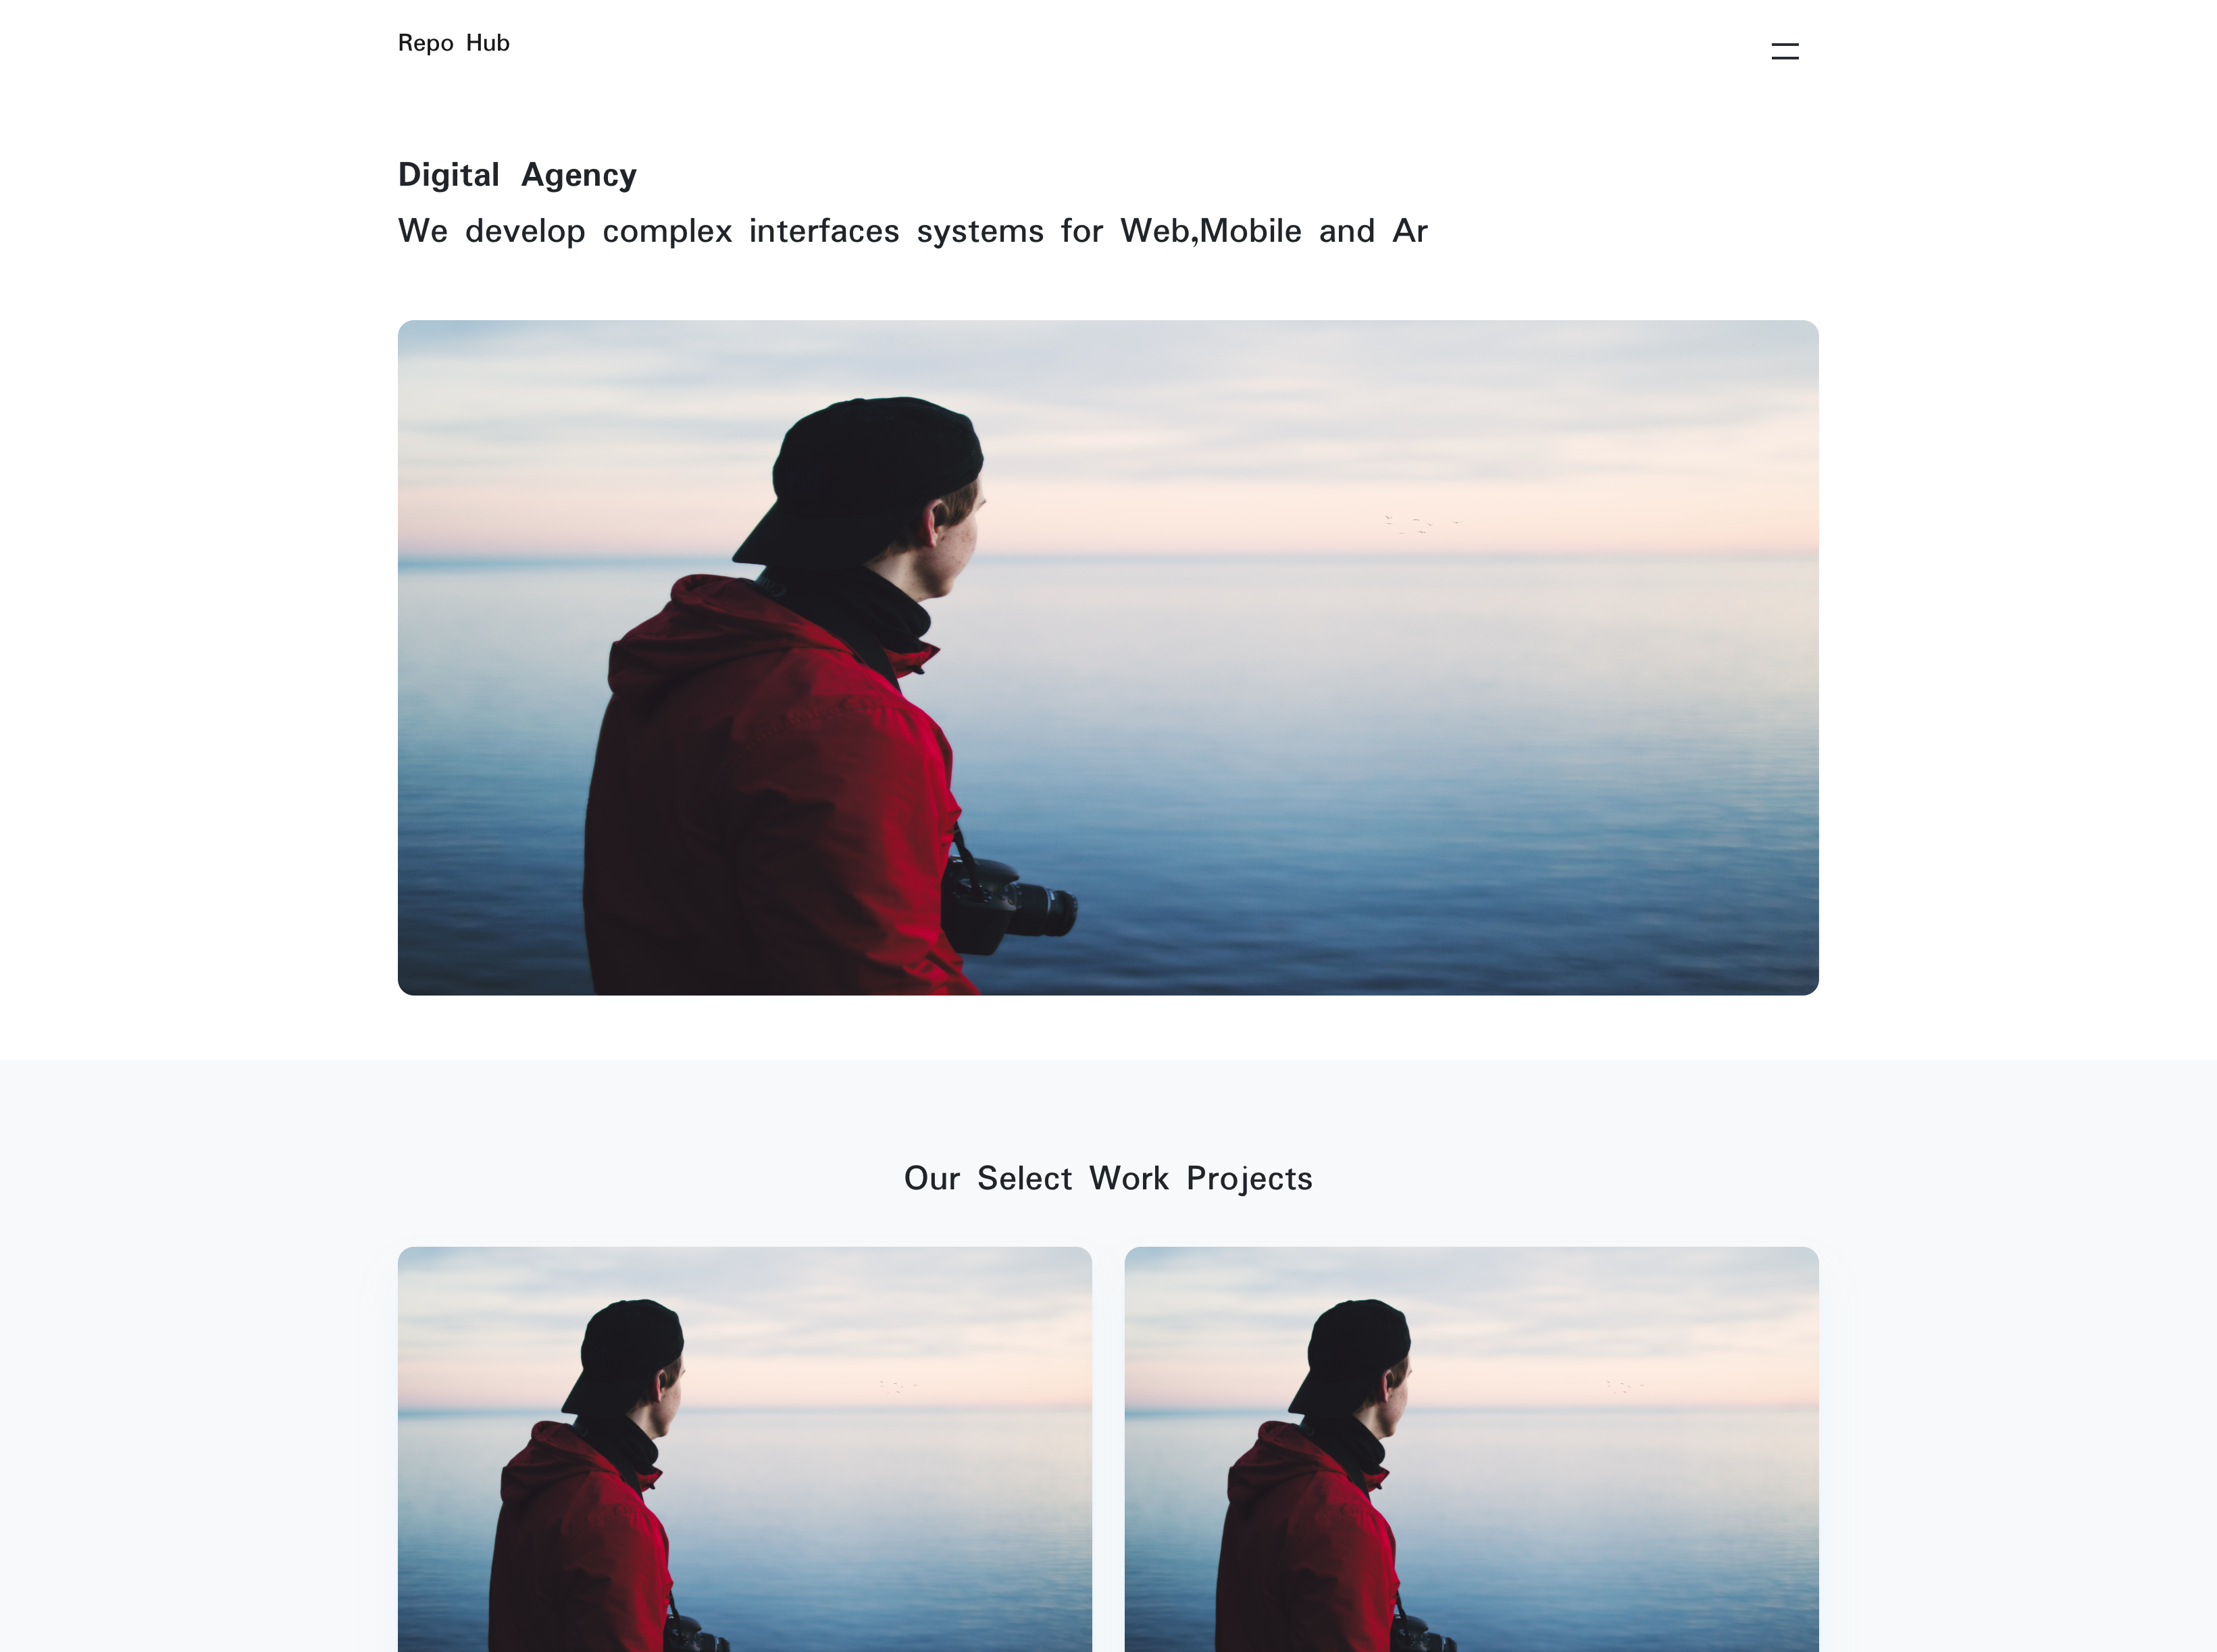 Repo Hub
Digital Agency
We develop complex interfaces systems for Web,Mobile and Ar
Our Select Work Projects